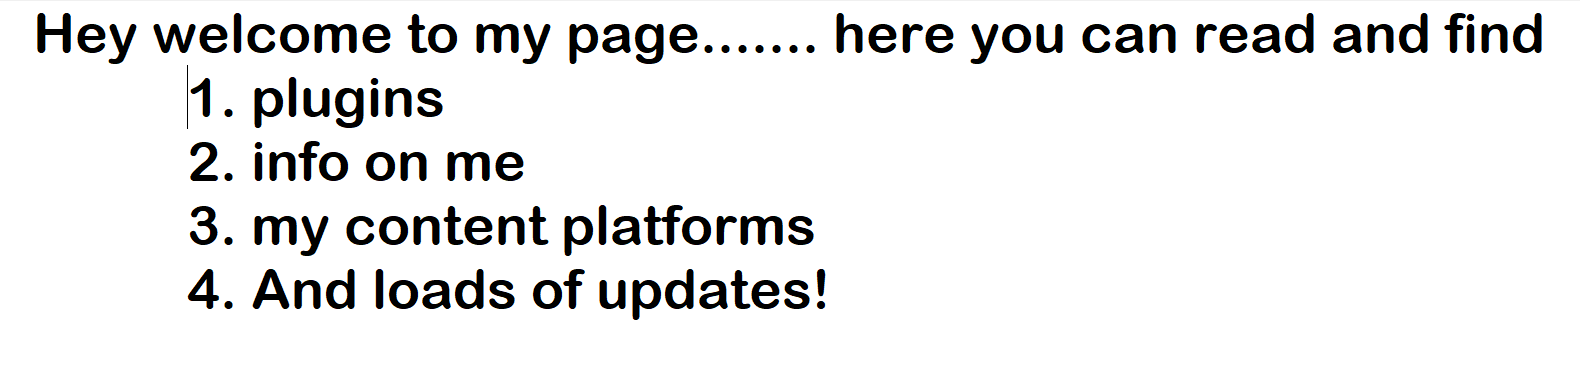 Hey welcome to my page....... here you can read and find
1. plugins
2. info on me
3. my content platforms
4. And loads of updates!